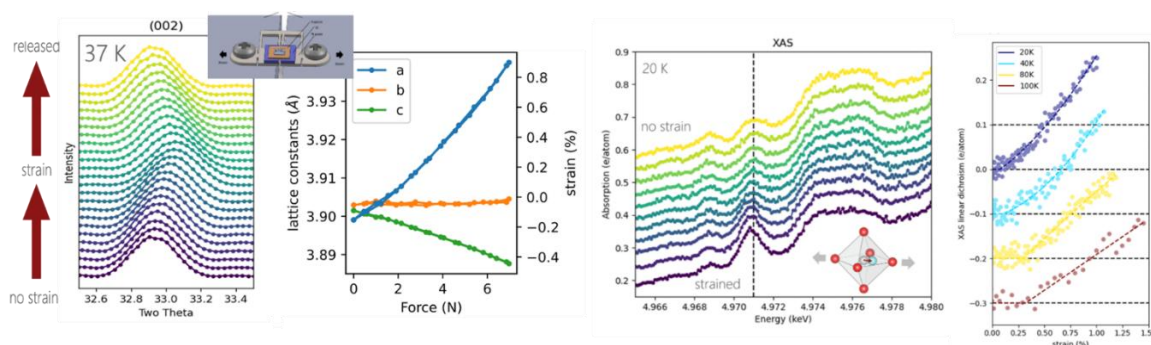 released
strain
no strain
(002)
37 K
Intensity
32.6 32.8 33.0 33.2 33.4
Two Theta
lattice constants (Å)
3.93
3.92
3.91
3.90
3.89
a
b
c
0 2 4 6
Force (N)
0.8
0.6
0.4
0.2
0.0
−0.2
−0.4
strain (%)
XAS
20 K
no strain
strained
Absorption (e/atom)
0.9
0.8
0.7
0.6
0.5
0.4
0.3
0.2
4.966 4.968 4.970 4.972 4.974 4.976 4.978 4.980
Energy (keV)
20K
40K
80K
100K
XAS linear dichroism (e/atom)
0.2
0.1
0.0
−0.1
−0.2
−0.3
0.00 0.25 0.50 0.75 1.00 1.25 1.50
strain (%)